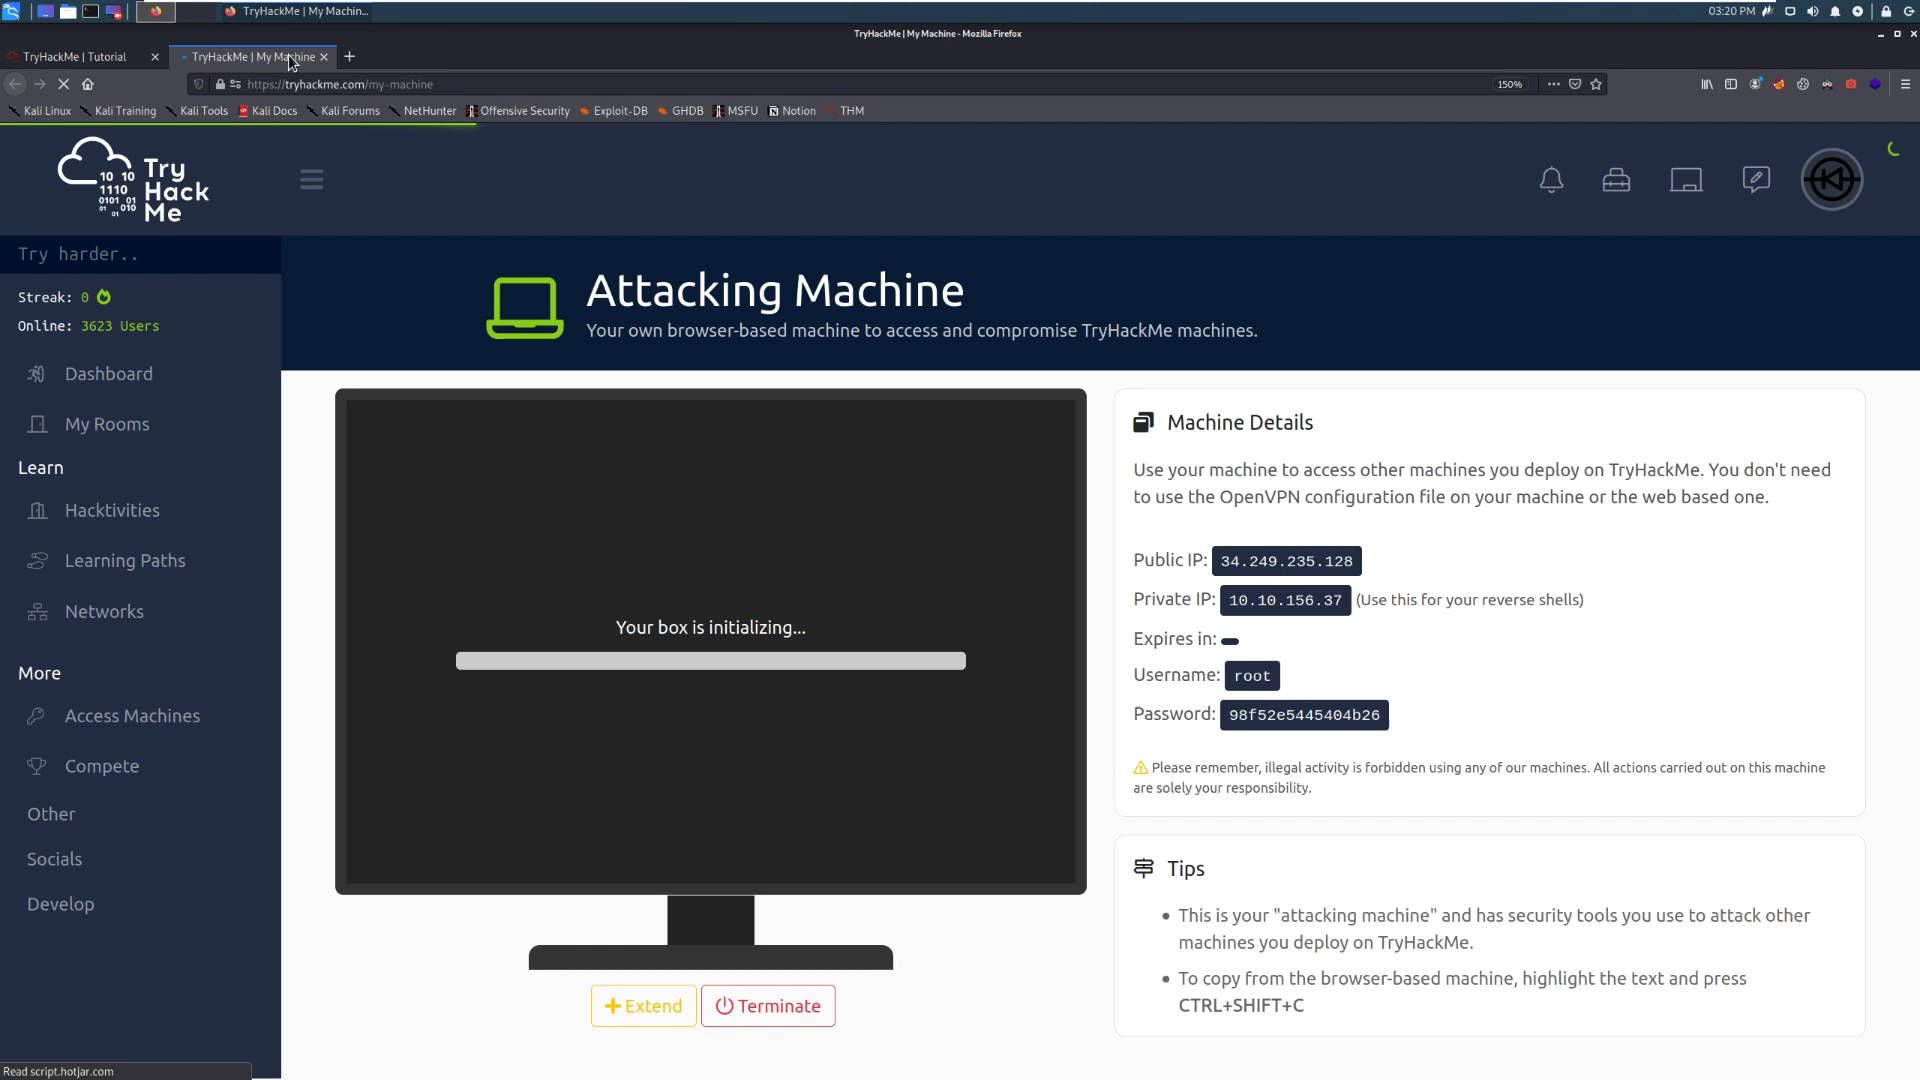 TryHackMe | My Machin...
03:20 PM
TryHackMe | My Machine - Mozilla Firefox
TryHackMe | Tutorial
TryHackMe | My Machine
https://tryhackme.com/my-machine
150%
Kali Linux
Kali Training
Kali Tools
Kali Docs
Kali Forums
NetHunter
Offensive Security
Exploit-DB
GHDB
MSFU
Notion
THM
10 10
1110
0101 01
01 010
01
Try
Hack
Me
Try harder..
Streak: 0
Online: 3623 Users
Dashboard
My Rooms
Learn
Hacktivities
Learning Paths
Networks
More
Access Machines
Compete
Other
Socials
Develop
Attacking Machine
Your own browser-based machine to access and compromise TryHackMe machines.
Your box is initializing...
Extend
Terminate
Machine Details
Use your machine to access other machines you deploy on TryHackMe. You don't need
to use the OpenVPN configuration file on your machine or the web based one.
Public IP: 34.249.235.128
Private IP: 10.10.156.37 (Use this for your reverse shells)
Expires in:
Username: root
Password: 98f52e5445404b26
Please remember, illegal activity is forbidden using any of our machines. All actions carried out on this machine
are solely your responsibility.
Tips
This is your "attacking machine" and has security tools you use to attack other
machines you deploy on TryHackMe.
To copy from the browser-based machine, highlight the text and press
CTRL+SHIFT+C
Read script.hotjar.com